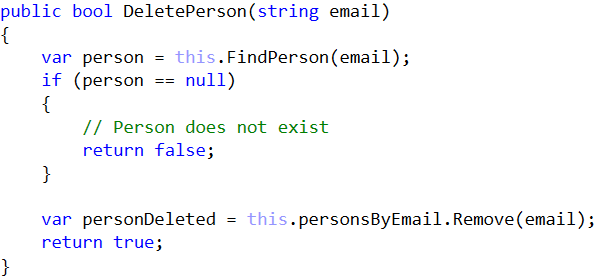 public bool DeletePerson(string email)
{
    var person = this.FindPerson(email);
    if (person == null)
    {
        // Person does not exist
        return false;
    }

    var personDeleted = this.personsByEmail.Remove(email);
    return true;
}